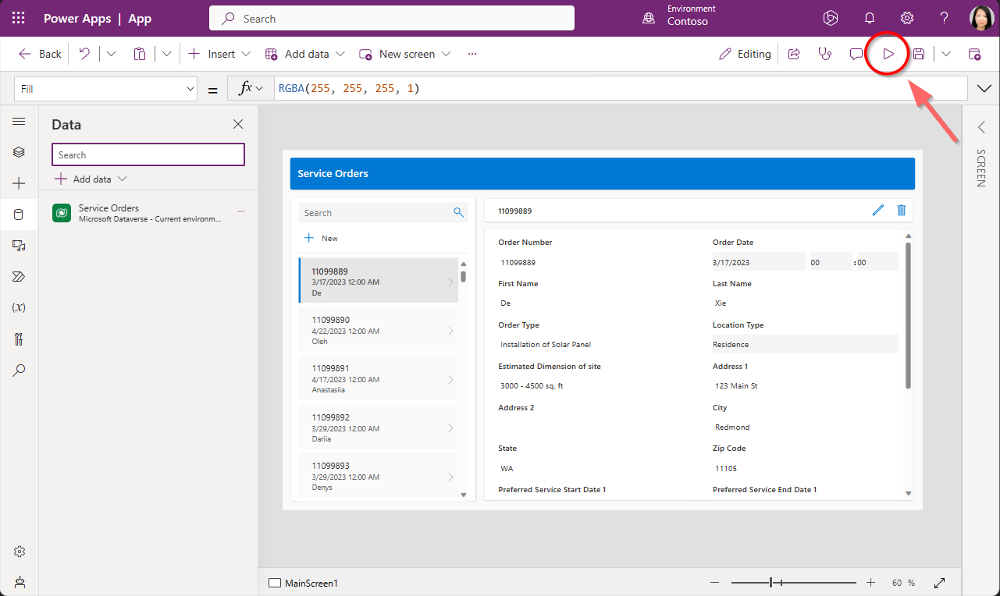 Power Apps | App
Search
Environment
Contoso
Back
Insert
Add data
New screen
Editing
Fill
=
fx
RGBA(255, 255, 255, 1)
Data
Search
Add data
Service Orders
Microsoft Dataverse - Current environm...
(x)
SCREEN
Service Orders
Search
New
11099889
3/17/2023 12:00 AM
De
11099890
4/22/2023 12:00 AM
Oleh
11099891
4/17/2023 12:00 AM
Anastasiia
11099892
3/29/2023 12:00 AM
Dariia
11099893
3/29/2023 12:00 AM
Denys
11099889
Order Number Order Date
11099889 3/17/2023 00 : 00
First Name Last Name
De Xie
Order Type Location Type
Installation of Solar Panel Residence
Estimated Dimension of site Address 1
3000 - 4500 sq. ft 123 Main St
Address 2 City
Redmond
State Zip Code
WA 11105
Preferred Service Start Date 1 Preferred Service End Date 1
MainScreen1
60 %